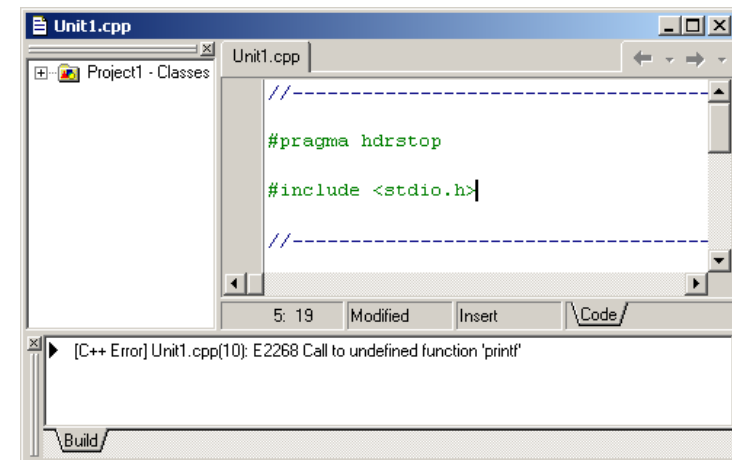 Unit1.cpp
Project1 - Classes
Unit1.cpp
//------------------------------------
#pragma hdrstop
#include <stdio.h>
//------------------------------------
5: 19 Modified Insert \Code/
[C++ Error] Unit1.cpp(10): E2268 Call to undefined function 'printf'
\Build/